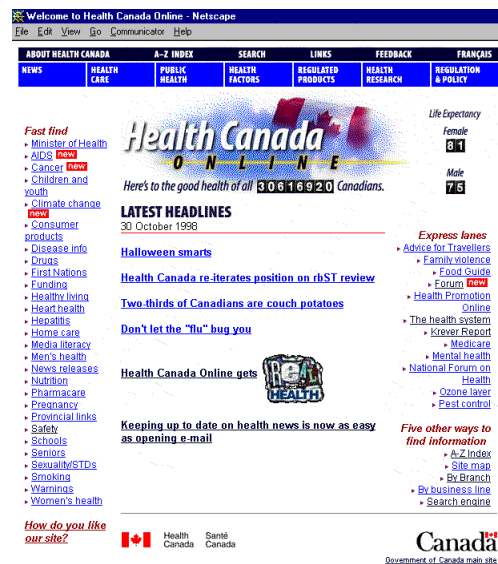 Welcome to Health Canada Online - Netscape
File Edit View Go Communicator Help
ABOUT HEALTH CANADA A-Z INDEX SEARCH LINKS FEEDBACK FRANÇAIS
NEWS HEALTH CARE PUBLIC HEALTH HEALTH FACTORS REGULATED PRODUCTS HEALTH RESEARCH REGULATION & POLICY
Health Canada
ONLINE
Here's to the good health of all 30616920 Canadians.
Life Expectancy
Female
81
Male
75
Fast find
Minister of Health
AIDS new
Cancer new
Children and
youth
Climate change
new
Consumer
products
Disease info
Drugs
First Nations
Funding
Healthy living
Heart health
Hepatitis
Home care
Media literacy
Men's health
News releases
Nutrition
Pharmacare
Pregnancy
Provincial links
Safety
Schools
Seniors
Sexuality/STDs
Smoking
Warnings
Women's health
How do you like
our site?
LATEST HEADLINES
30 October 1998
Halloween smarts
Health Canada re-iterates position on rbST review
Two-thirds of Canadians are couch potatoes
Don't let the "flu" bug you
Health Canada Online gets
Real
HEALTH
Keeping up to date on health news is now as easy
as opening e-mail
Express lanes
Advice for Travellers
Family violence
Food Guide
Forum new
Health Promotion
Online
The health system
Krever Report
Medicare
Mental health
National Forum on
Health
Ozone layer
Pest control
Five other ways to
find information
A-Z Index
Site map
By Branch
By business line
Search engine
Health Santé
Canada Canada
Canada
Government of Canada main site